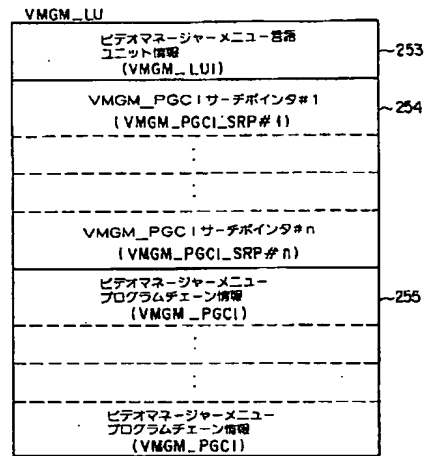 VMGM_LU
ビデオマネージャーメニュー言語
ユニット情報
(VMGM_LUI)
253
VMGM_PGCIサーチポインタ#1
(VMGM_PGCI_SRP#1)
254
VMGM_PGCIサーチポインタ#n
(VMGM_PGCI_SRP#n)
ビデオマネージャーメニュー
プログラムチェーン情報
(VMGM_PGCI)
255
ビデオマネージャーメニュー
プログラムチェーン情報
(VMGM_PGCI)